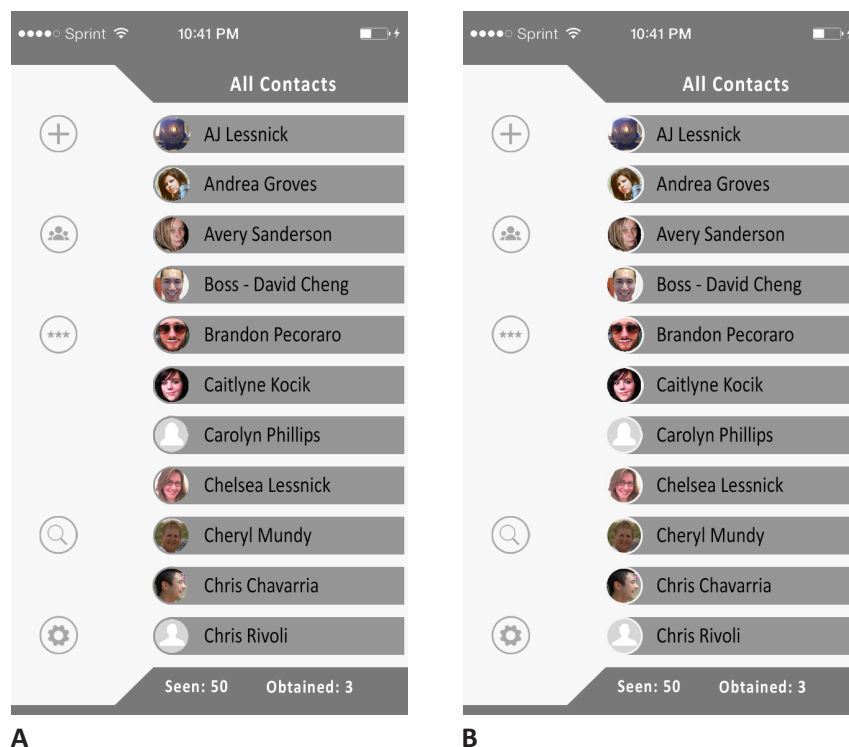 Sprint 10:41 PM
All Contacts
AJ Lessnick
Andrea Groves
Avery Sanderson
Boss - David Cheng
Brandon Pecoraro
Caitlyne Kocik
Carolyn Phillips
Chelsea Lessnick
Cheryl Mundy
Chris Chavarria
Chris Rivoli
Seen: 50 Obtained: 3
A
Sprint 10:41 PM
All Contacts
AJ Lessnick
Andrea Groves
Avery Sanderson
Boss - David Cheng
Brandon Pecoraro
Caitlyne Kocik
Carolyn Phillips
Chelsea Lessnick
Cheryl Mundy
Chris Chavarria
Chris Rivoli
Seen: 50 Obtained: 3
B